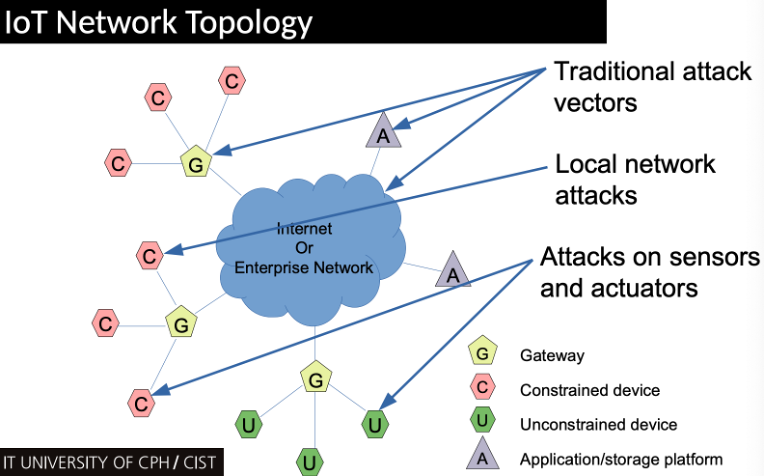 IoT Network Topology
Traditional attack
vectors
Local network
attacks
Attacks on sensors
and actuators
C
C
C
G
A
Internet
Or
Enterprise Network
C
A
C
G
C
G
U
U
U
G Gateway
C Constrained device
U Unconstrained device
A Application/storage platform
IT UNIVERSITY OF CPH / CIST